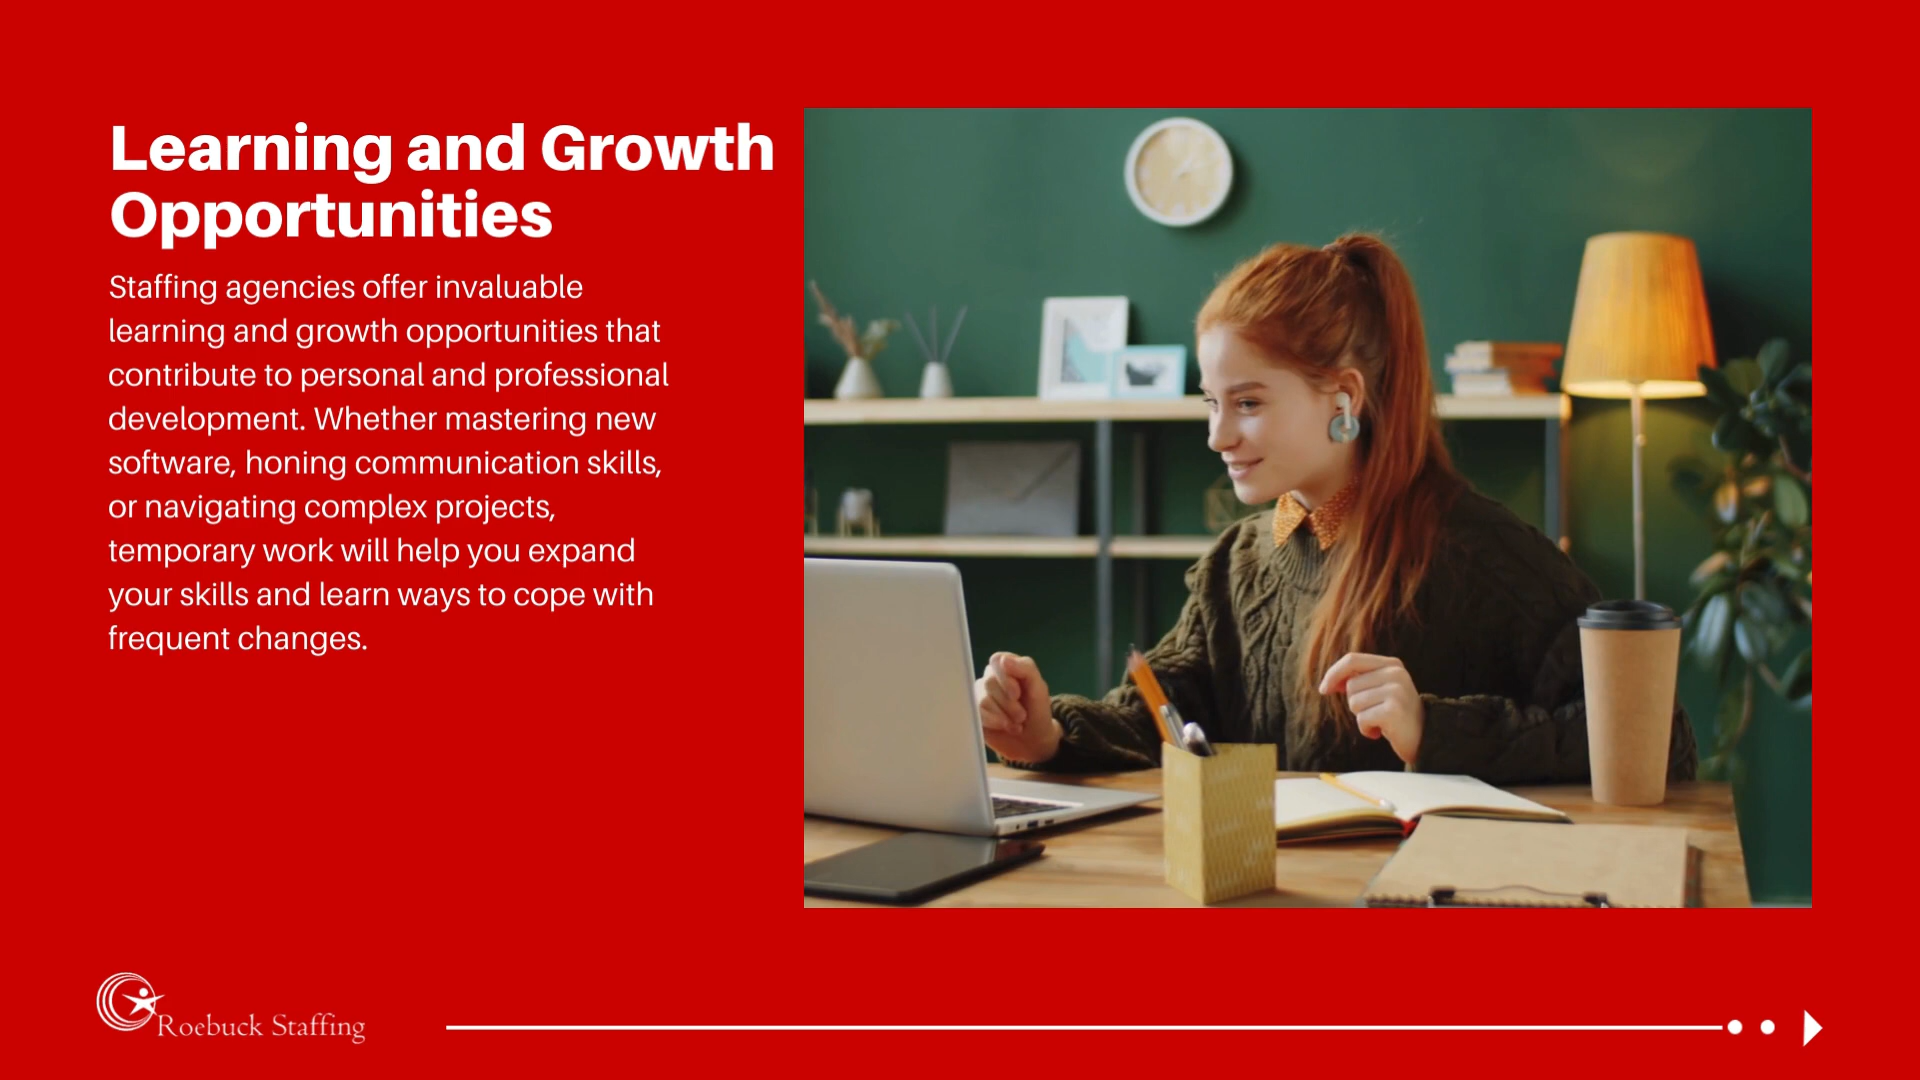 Learning and Growth
Opportunities
Staffing agencies offer invaluable
learning and growth opportunities that
contribute to personal and professional
development. Whether mastering new
software, honing communication skills,
or navigating complex projects,
temporary work will help you expand
your skills and learn ways to cope with
frequent changes.
Roebuck Staffing